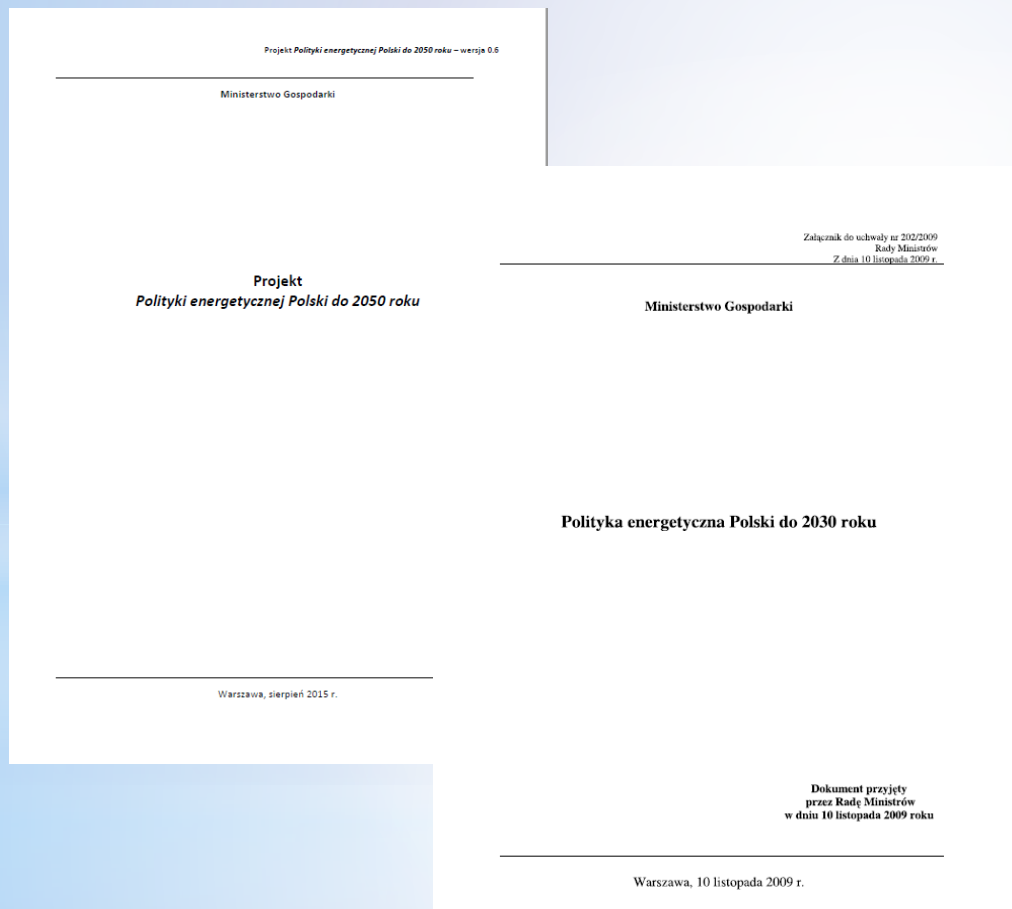 Projekt Polityki energetycznej Polski do 2050 roku – wersja 0.6
Ministerstwo Gospodarki
Projekt
Polityki energetycznej Polski do 2050 roku
Warszawa, sierpień 2015 r.
Załącznik do uchwały nr 202/2009
Rady Ministrów
Z dnia 10 listopada 2009 r.
Ministerstwo Gospodarki
Polityka energetyczna Polski do 2030 roku
Dokument przyjęty
przez Radę Ministrów
w dniu 10 listopada 2009 roku
Warszawa, 10 listopada 2009 r.